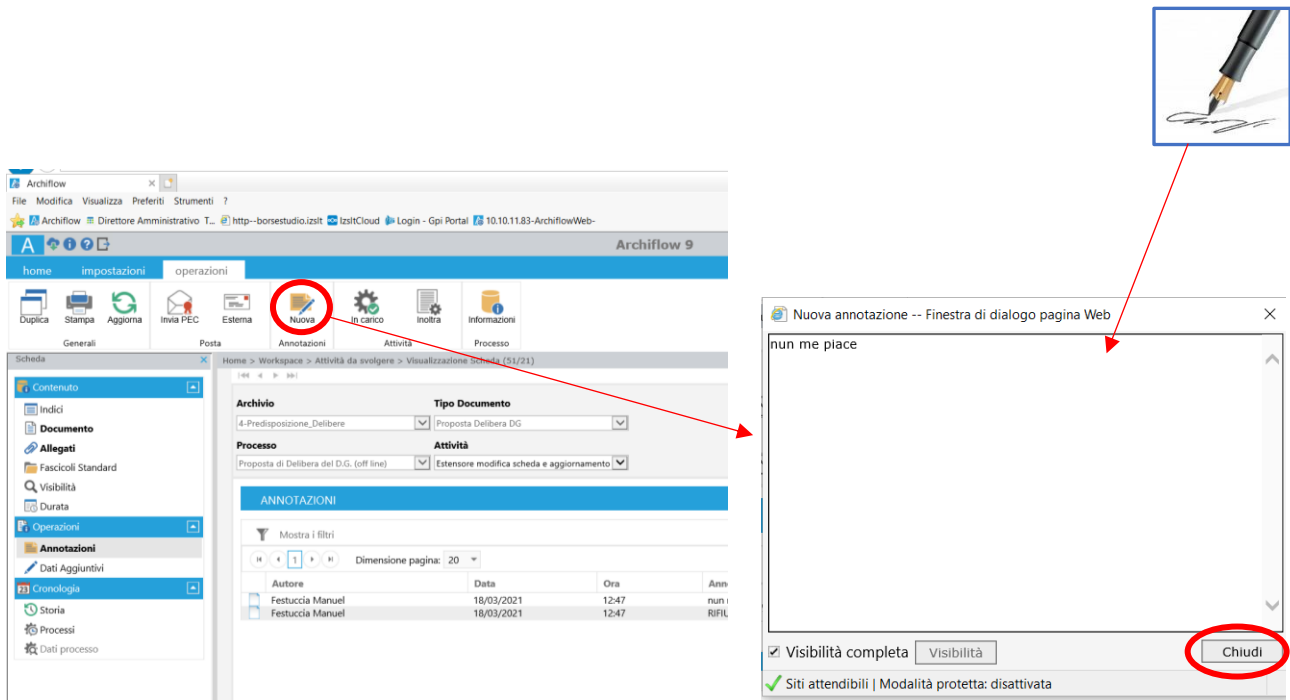 Archiflow
File Modifica Visualizza Preferiti Strumenti ?
Archiflow Direttore Amministrativo T... http--borsestudio.izslt IzsltCloud Login - Gpi Portal 10.10.11.83-ArchiflowWeb-
A Archiflow 9
home impostazioni operazioni
Duplica Stampa Aggiorna Invia PEC Esterna Nuova In carico Inoltra Informazioni
Generali Posta Annotazioni Attività Processo
Scheda
Home > Workspace > Attività da svolgere > Visualizzazione Scheda (51/21)
Contenuto
Indici
Documento
Allegati
Fascicoli Standard
Visibilità
Durata
Operazioni
Annotazioni
Dati Aggiuntivi
Cronologia
Storia
Processi
Dati processo
Archivio Tipo Documento
4-Predisposizione_Delibere Proposta Delibera DG
Processo Attività
Proposta di Delibera del D.G. (off line) Estensore modifica scheda e aggiornamento
ANNOTAZIONI
Mostra i filtri
1 Dimensione pagina: 20
Autore Data Ora Ann
Festuccia Manuel 18/03/2021 12:47 nun
Festuccia Manuel 18/03/2021 12:47 RIFIU
Nuova annotazione -- Finestra di dialogo pagina Web
nun me piace
Visibilità completa Visibilità Chiudi
Siti attendibili | Modalità protetta: disattivata